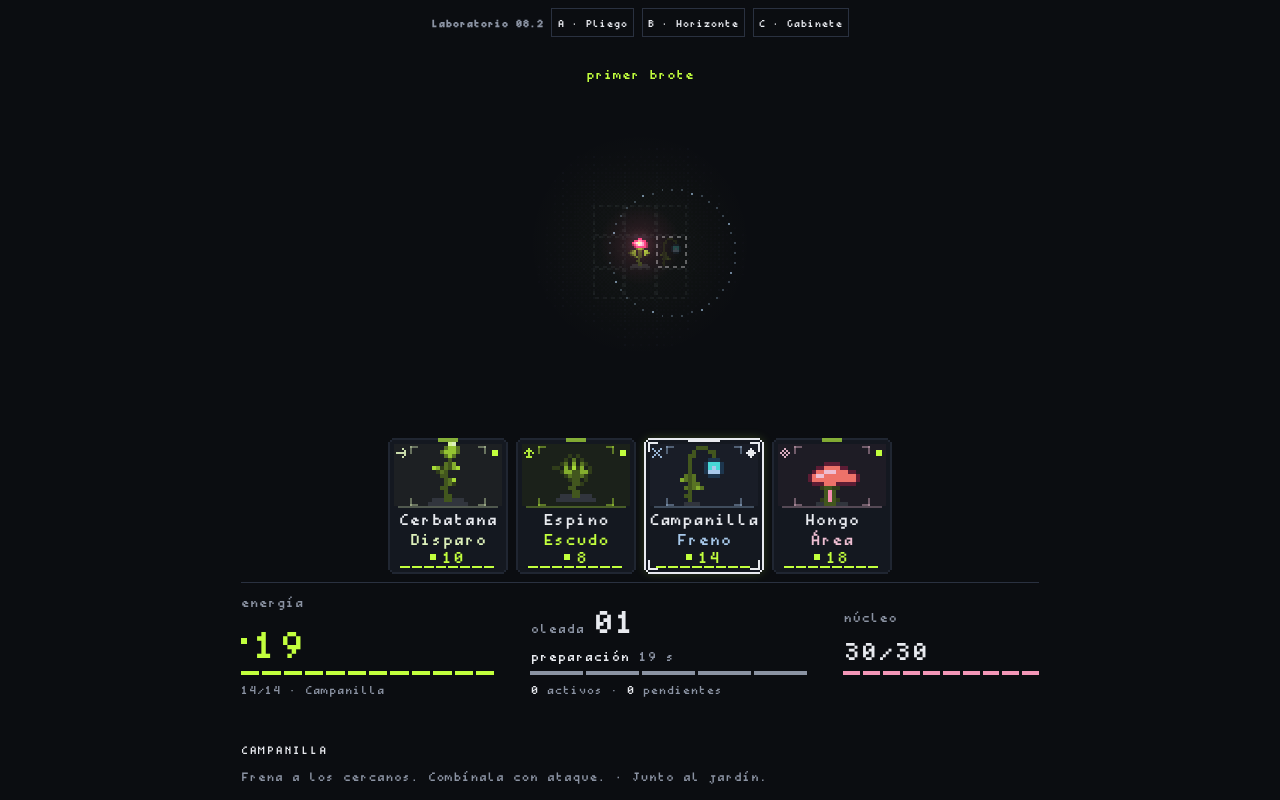 Laboratorio 08.2 A · Pliego B · Horizonte C · Gabinete
primer brote
Cerbatana Espino Campanilla Hongo
Disparo Escudo Freno Área
10 8 14 18
energía
19
14/14 · Campanilla
oleada 01
preparación 19 s
0 activos · 0 pendientes
núcleo
30/30
CAMPANILLA
Frena a los cercanos. Combínala con ataque. · Junto al jardín.